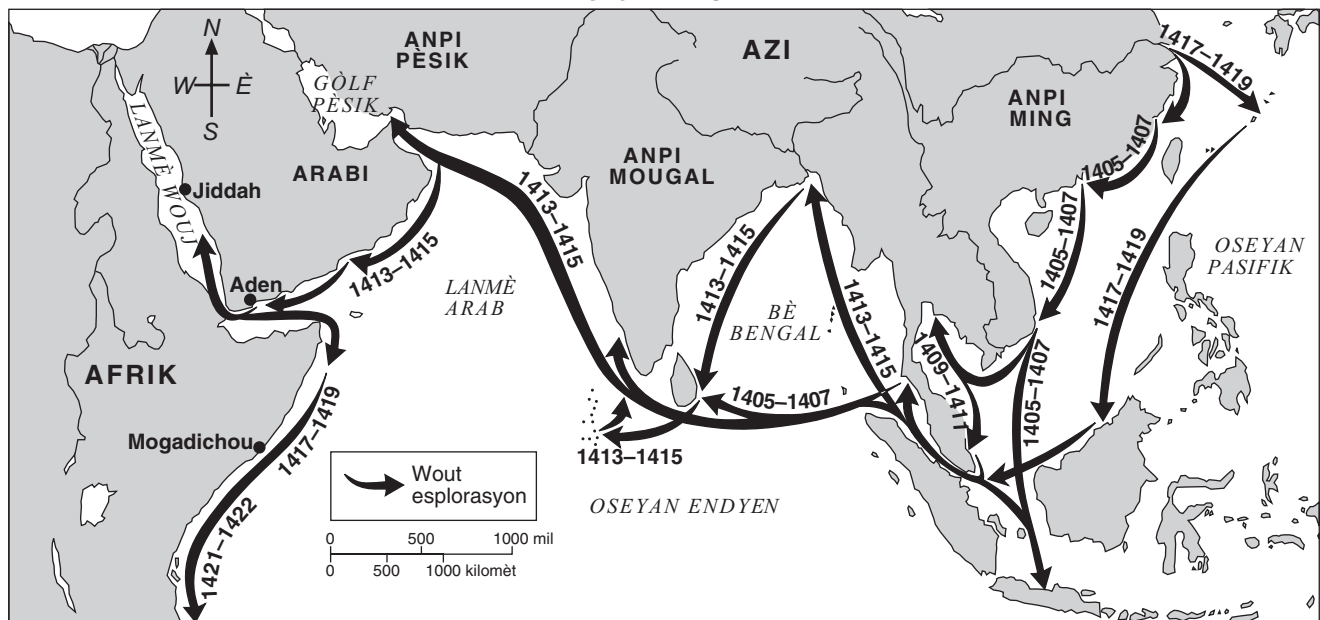 N
W È
S
ANPI
PÈSIK
GÒLF
PÈSIK
AZI
ANPI
MING
ANPI
MOUGAL
ARABI
LANMÈ WOUJ
Jiddah
Aden
AFRIK
Mogadichou
LANMÈ
ARAB
BÈ
BENGAL
OSEYAN
PASIFIK
OSEYAN ENDYEN
1417–1419
1405–1407
1405–1407
1417–1419
1405–1407
1409–1411
1413–1415
1413–1415
1405–1407
1413–1415
1413–1415
1413–1415
1417–1419
1421–1422
Wout
esplorasyon
0 500 1000 mil
0 500 1000 kilomèt